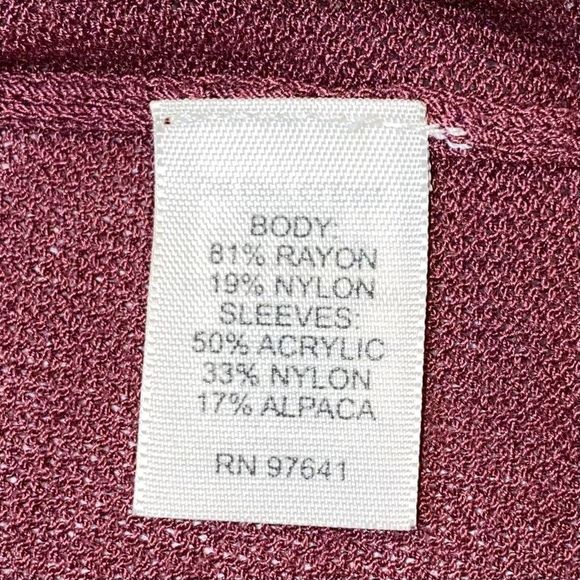 BODY:
81% RAYON
19% NYLON
SLEEVES:
50% ACRYLIC
33% NYLON
17% ALPACA
RN 97641